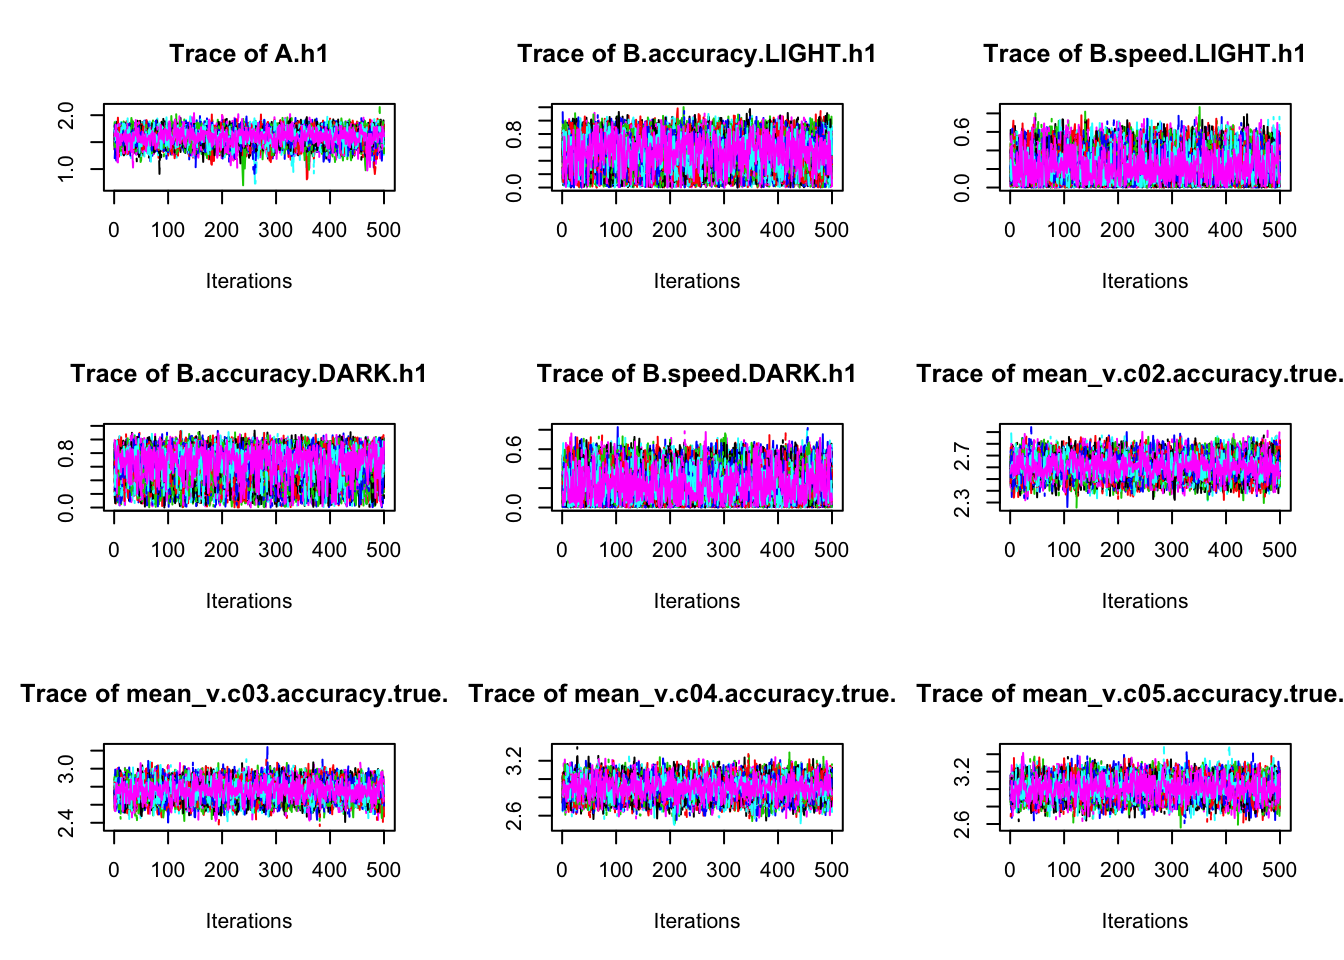 Trace of A.h1
2.0
1.0
0 100 200 300 400 500
Iterations
Trace of B.accuracy.LIGHT.h1
0.8
0.0
0 100 200 300 400 500
Iterations
Trace of B.speed.LIGHT.h1
0.6
0.0
0 100 200 300 400 500
Iterations
Trace of B.accuracy.DARK.h1
0.8
0.0
0 100 200 300 400 500
Iterations
Trace of B.speed.DARK.h1
0.6
0.0
0 100 200 300 400 500
Iterations
Trace of mean_v.c02.accuracy.true.
2.7
2.3
0 100 200 300 400 500
Iterations
Trace of mean_v.c03.accuracy.true.
3.0
2.4
0 100 200 300 400 500
Iterations
Trace of mean_v.c04.accuracy.true.
3.2
2.6
0 100 200 300 400 500
Iterations
Trace of mean_v.c05.accuracy.true.
3.2
2.6
0 100 200 300 400 500
Iterations